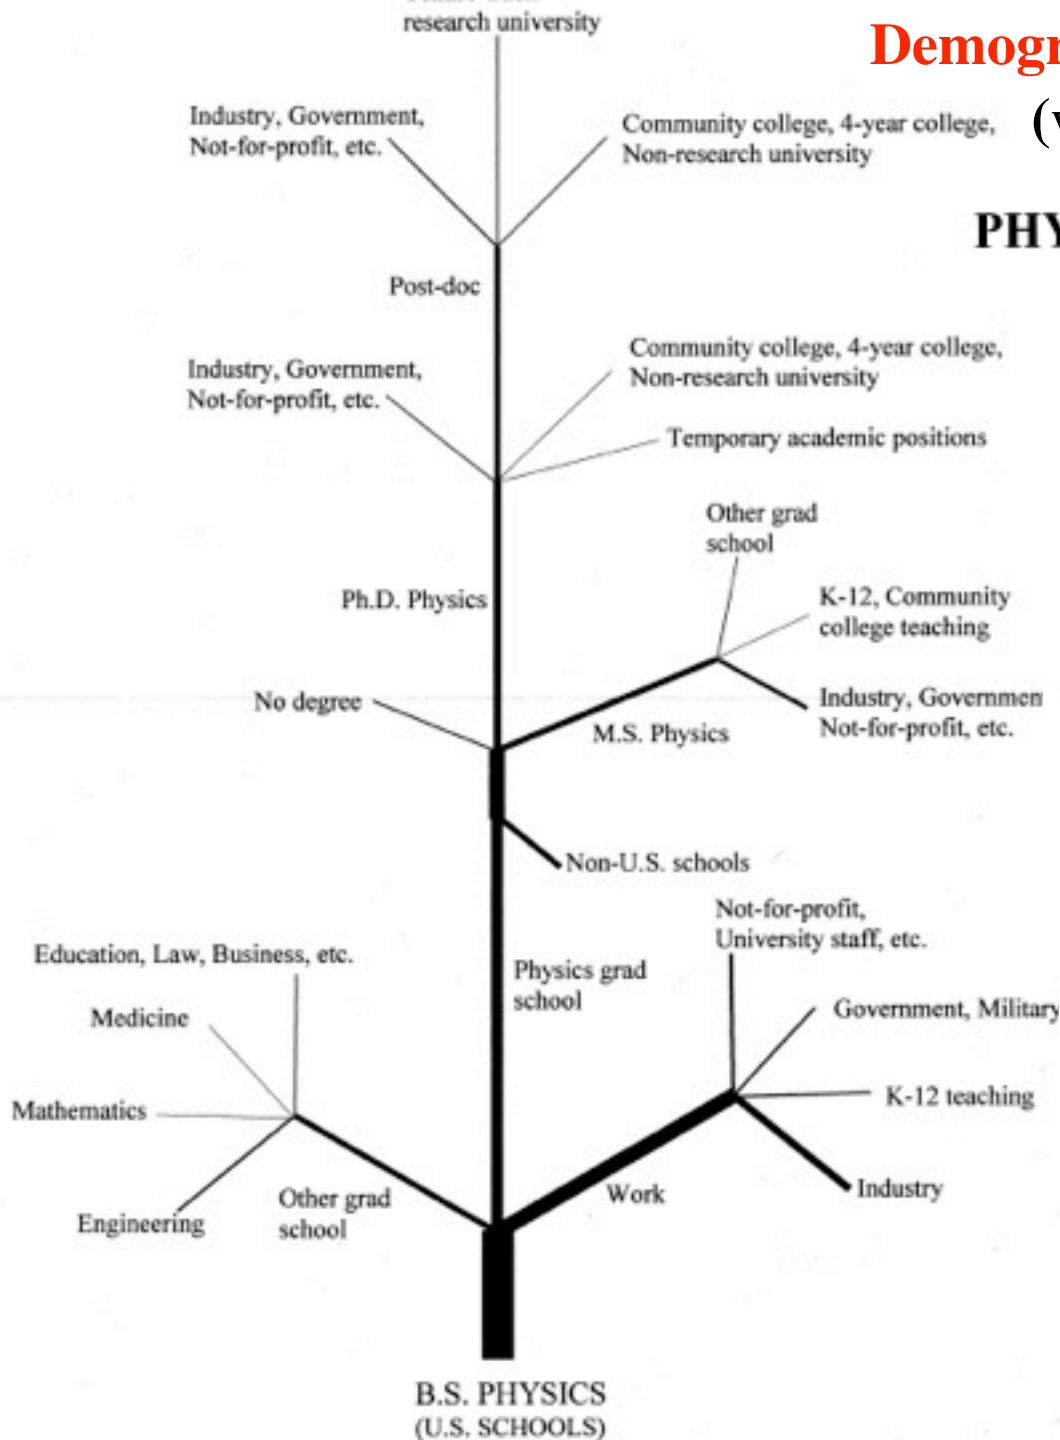 research university
Demogr
(
Industry, Government,
Not-for-profit, etc.
Community college, 4-year college,
Non-research university
PHY
Post-doc
Community college, 4-year college,
Non-research university
Industry, Government,
Not-for-profit, etc.
Temporary academic positions
Other grad
school
Ph.D. Physics
K-12, Community
college teaching
No degree
Industry, Governmen
Not-for-profit, etc.
M.S. Physics
Non-U.S. schools
Not-for-profit,
University staff, etc.
Education, Law, Business, etc.
Physics grad
school
Medicine
Government, Military
Mathematics
K-12 teaching
Industry
Work
Other grad
school
Engineering
B.S. PHYSICS
(U.S. SCHOOLS)